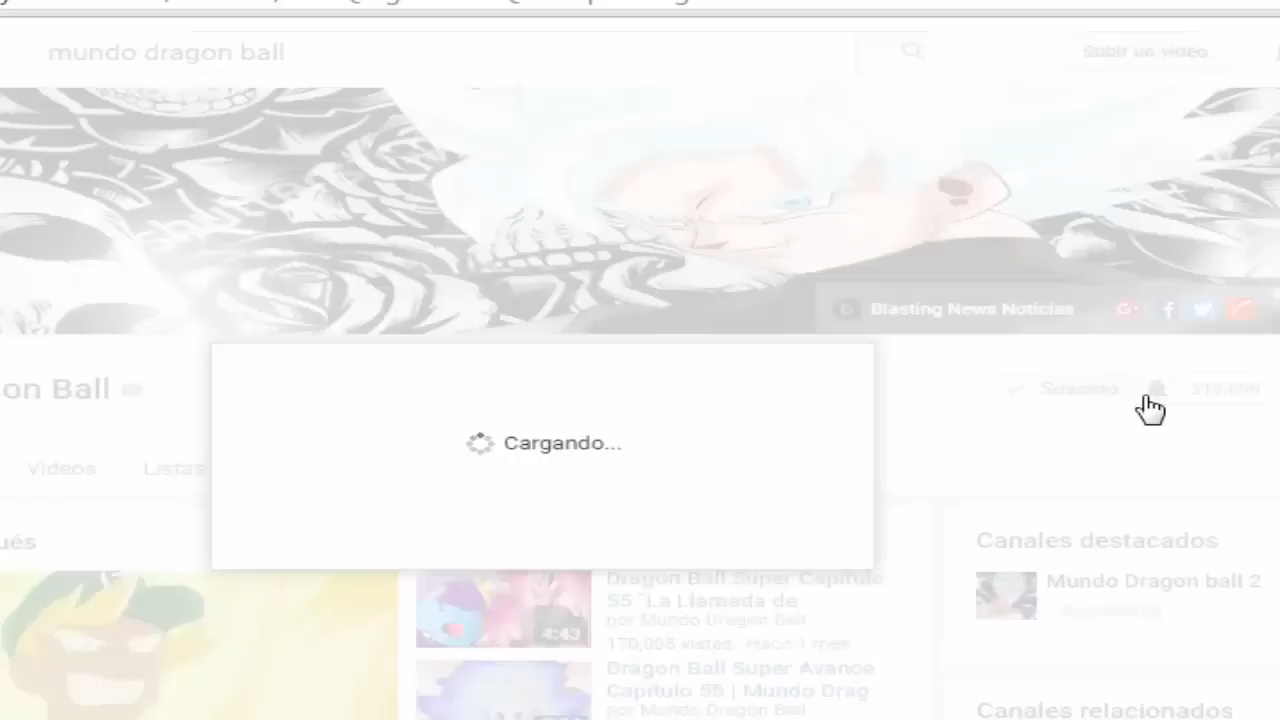 mundo dragon ball
Subir un video
Blasting News Noticias
on Ball
Suscrito
Cargando...
Videos
Listas
ués
Canales destacados
Mundo Dragon ball 2
Dragon Ball Super Capitulo
55 "La Llamada de
por Mundo Dragon Ball
4:43
170,005 vistas Hace 1 mes
Dragon Ball Super Avance
Capitulo 55 | Mundo Drag
por Mundo Dragon Ball
Canales relacionados